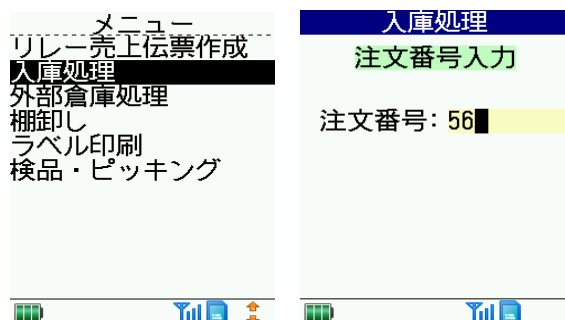 メニュー
リレー売上伝票作成
入庫処理
外部倉庫処理
棚卸し
ラベル印刷
検品・ピッキング
入庫処理
注文番号入力
注文番号: 56